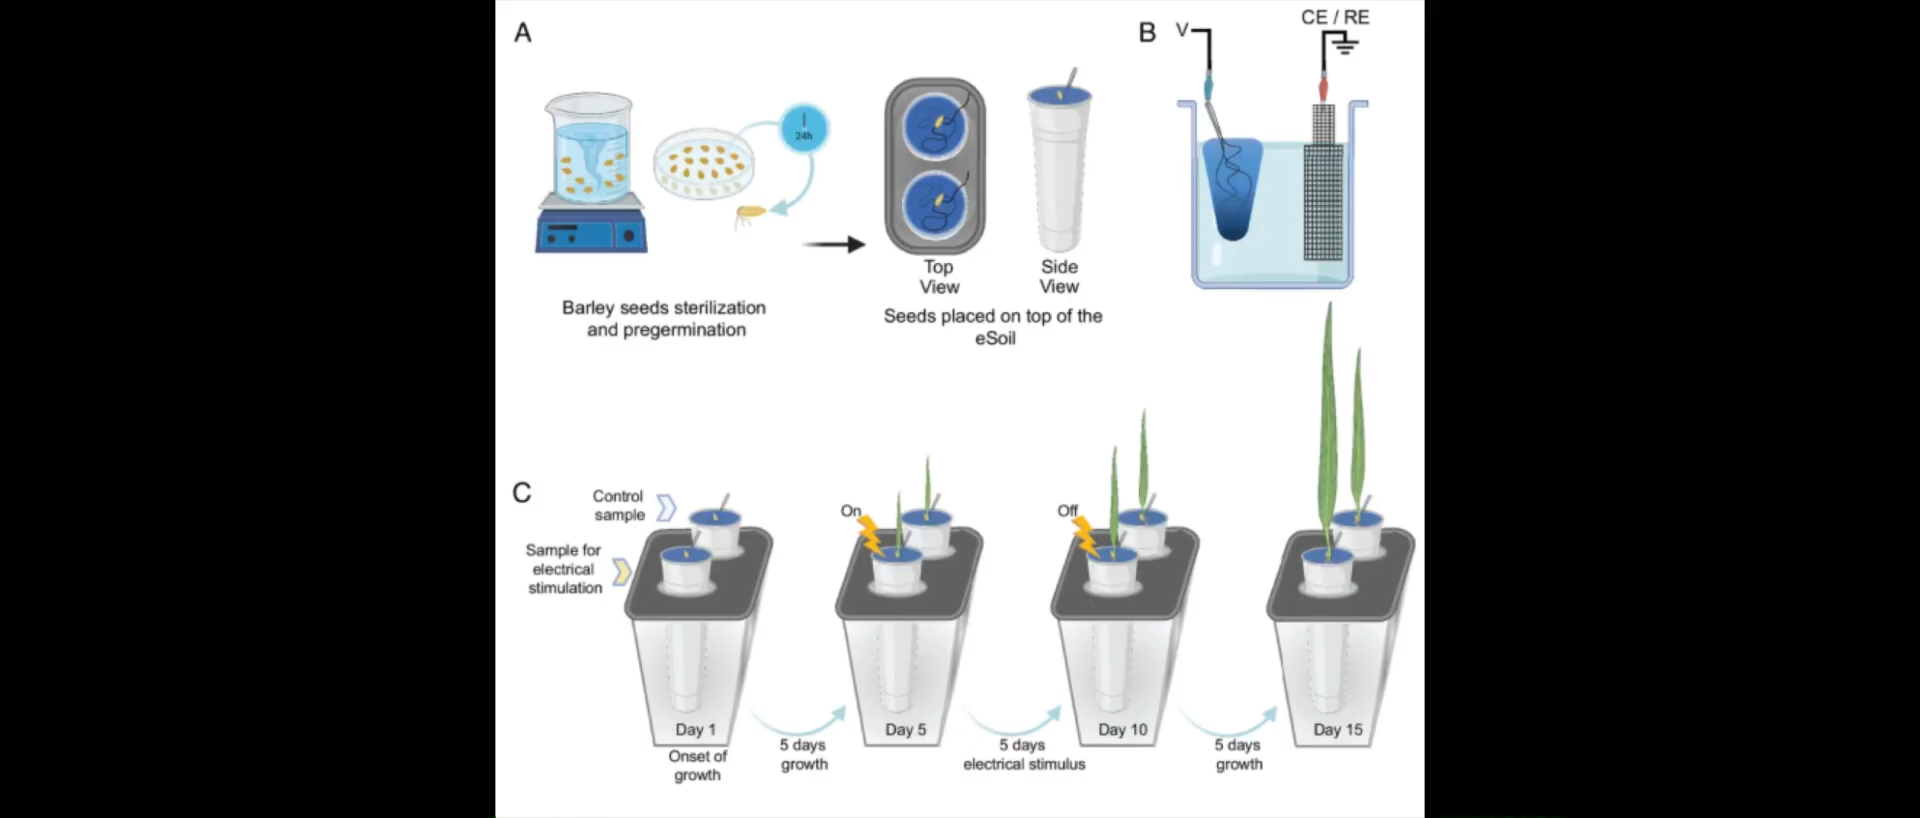 A
24h
Top
View
Side
View
Barley seeds sterilization
and pregermination
Seeds placed on top of the
eSoil
B
V
CE / RE
C
Control
sample
Sample for
electrical
stimulation
On
Off
Day 1
Day 5
Day 10
Day 15
Onset of
growth
5 days
growth
5 days
electrical stimulus
5 days
growth